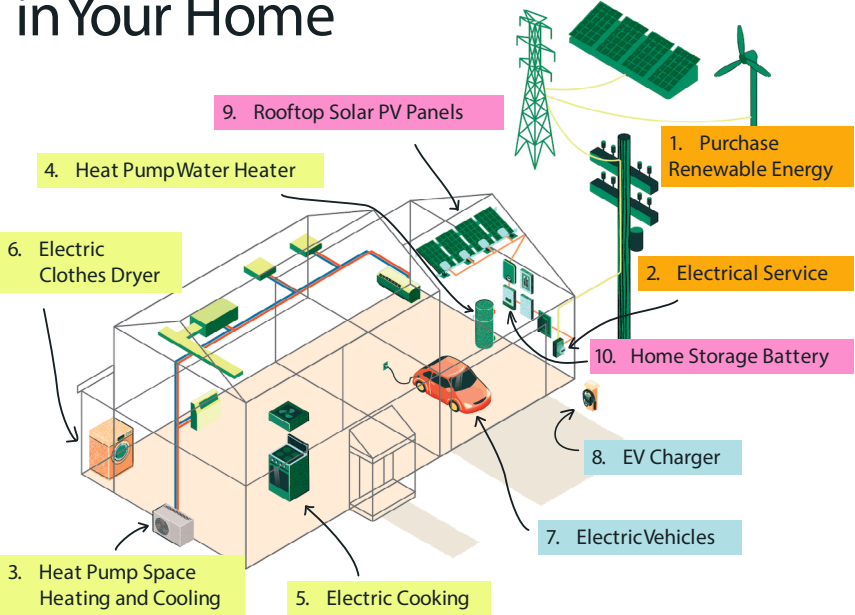 in Your Home
9. Rooftop Solar PV Panels
1. Purchase
Renewable Energy
4. Heat Pump Water Heater
6. Electric
Clothes Dryer
2. Electrical Service
10. Home Storage Battery
8. EV Charger
7. Electric Vehicles
3. Heat Pump Space
Heating and Cooling
5. Electric Cooking